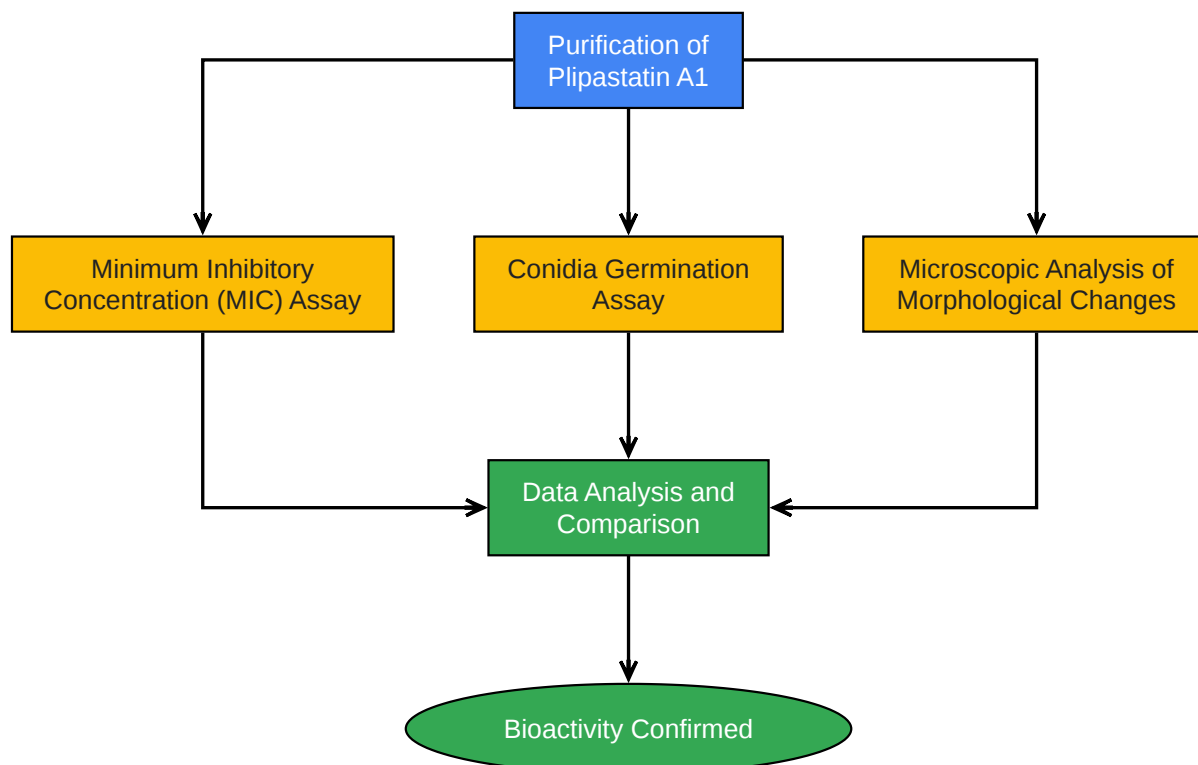 Purification of
Plipastatin A1
Minimum Inhibitory
Concentration (MIC) Assay
Conidia Germination
Assay
Microscopic Analysis of
Morphological Changes
Data Analysis and
Comparison
Bioactivity Confirmed